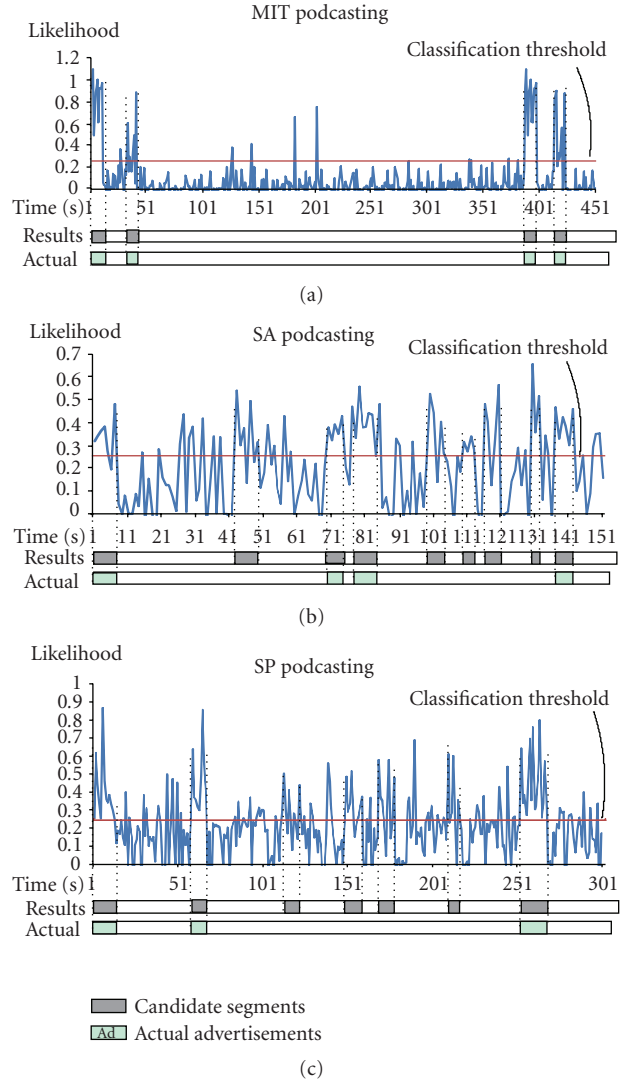 MIT podcasting
Likelihood
Classification threshold
1.2
1
0.8
0.6
0.4
0.2
0
Time (s) 1 51 101 151 201 251 301 351 401 451
Results
Actual
(a)
Likelihood
SA podcasting
Classification threshold
0.7
0.6
0.5
0.4
0.3
0.2
0.1
0
Time (s) 1 11 21 31 41 51 61 71 81 91 101 111 121 131 141 151
Results
Actual
(b)
Likelihood
SP podcasting
Classification threshold
1
0.9
0.8
0.7
0.6
0.5
0.4
0.3
0.2
0.1
0
Time (s) 1 51 101 151 201 251 301
Results
Actual
Candidate segments
Ad Actual advertisements
(c)